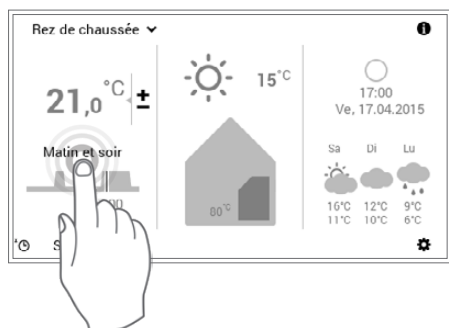 Rez de chaussée
21,0 °C ±
15°C
17:00
Ve, 17.04.2015
Matin et soir
Sa Di Lu
80°C
16°C 12°C 9°C
11°C 10°C 6°C